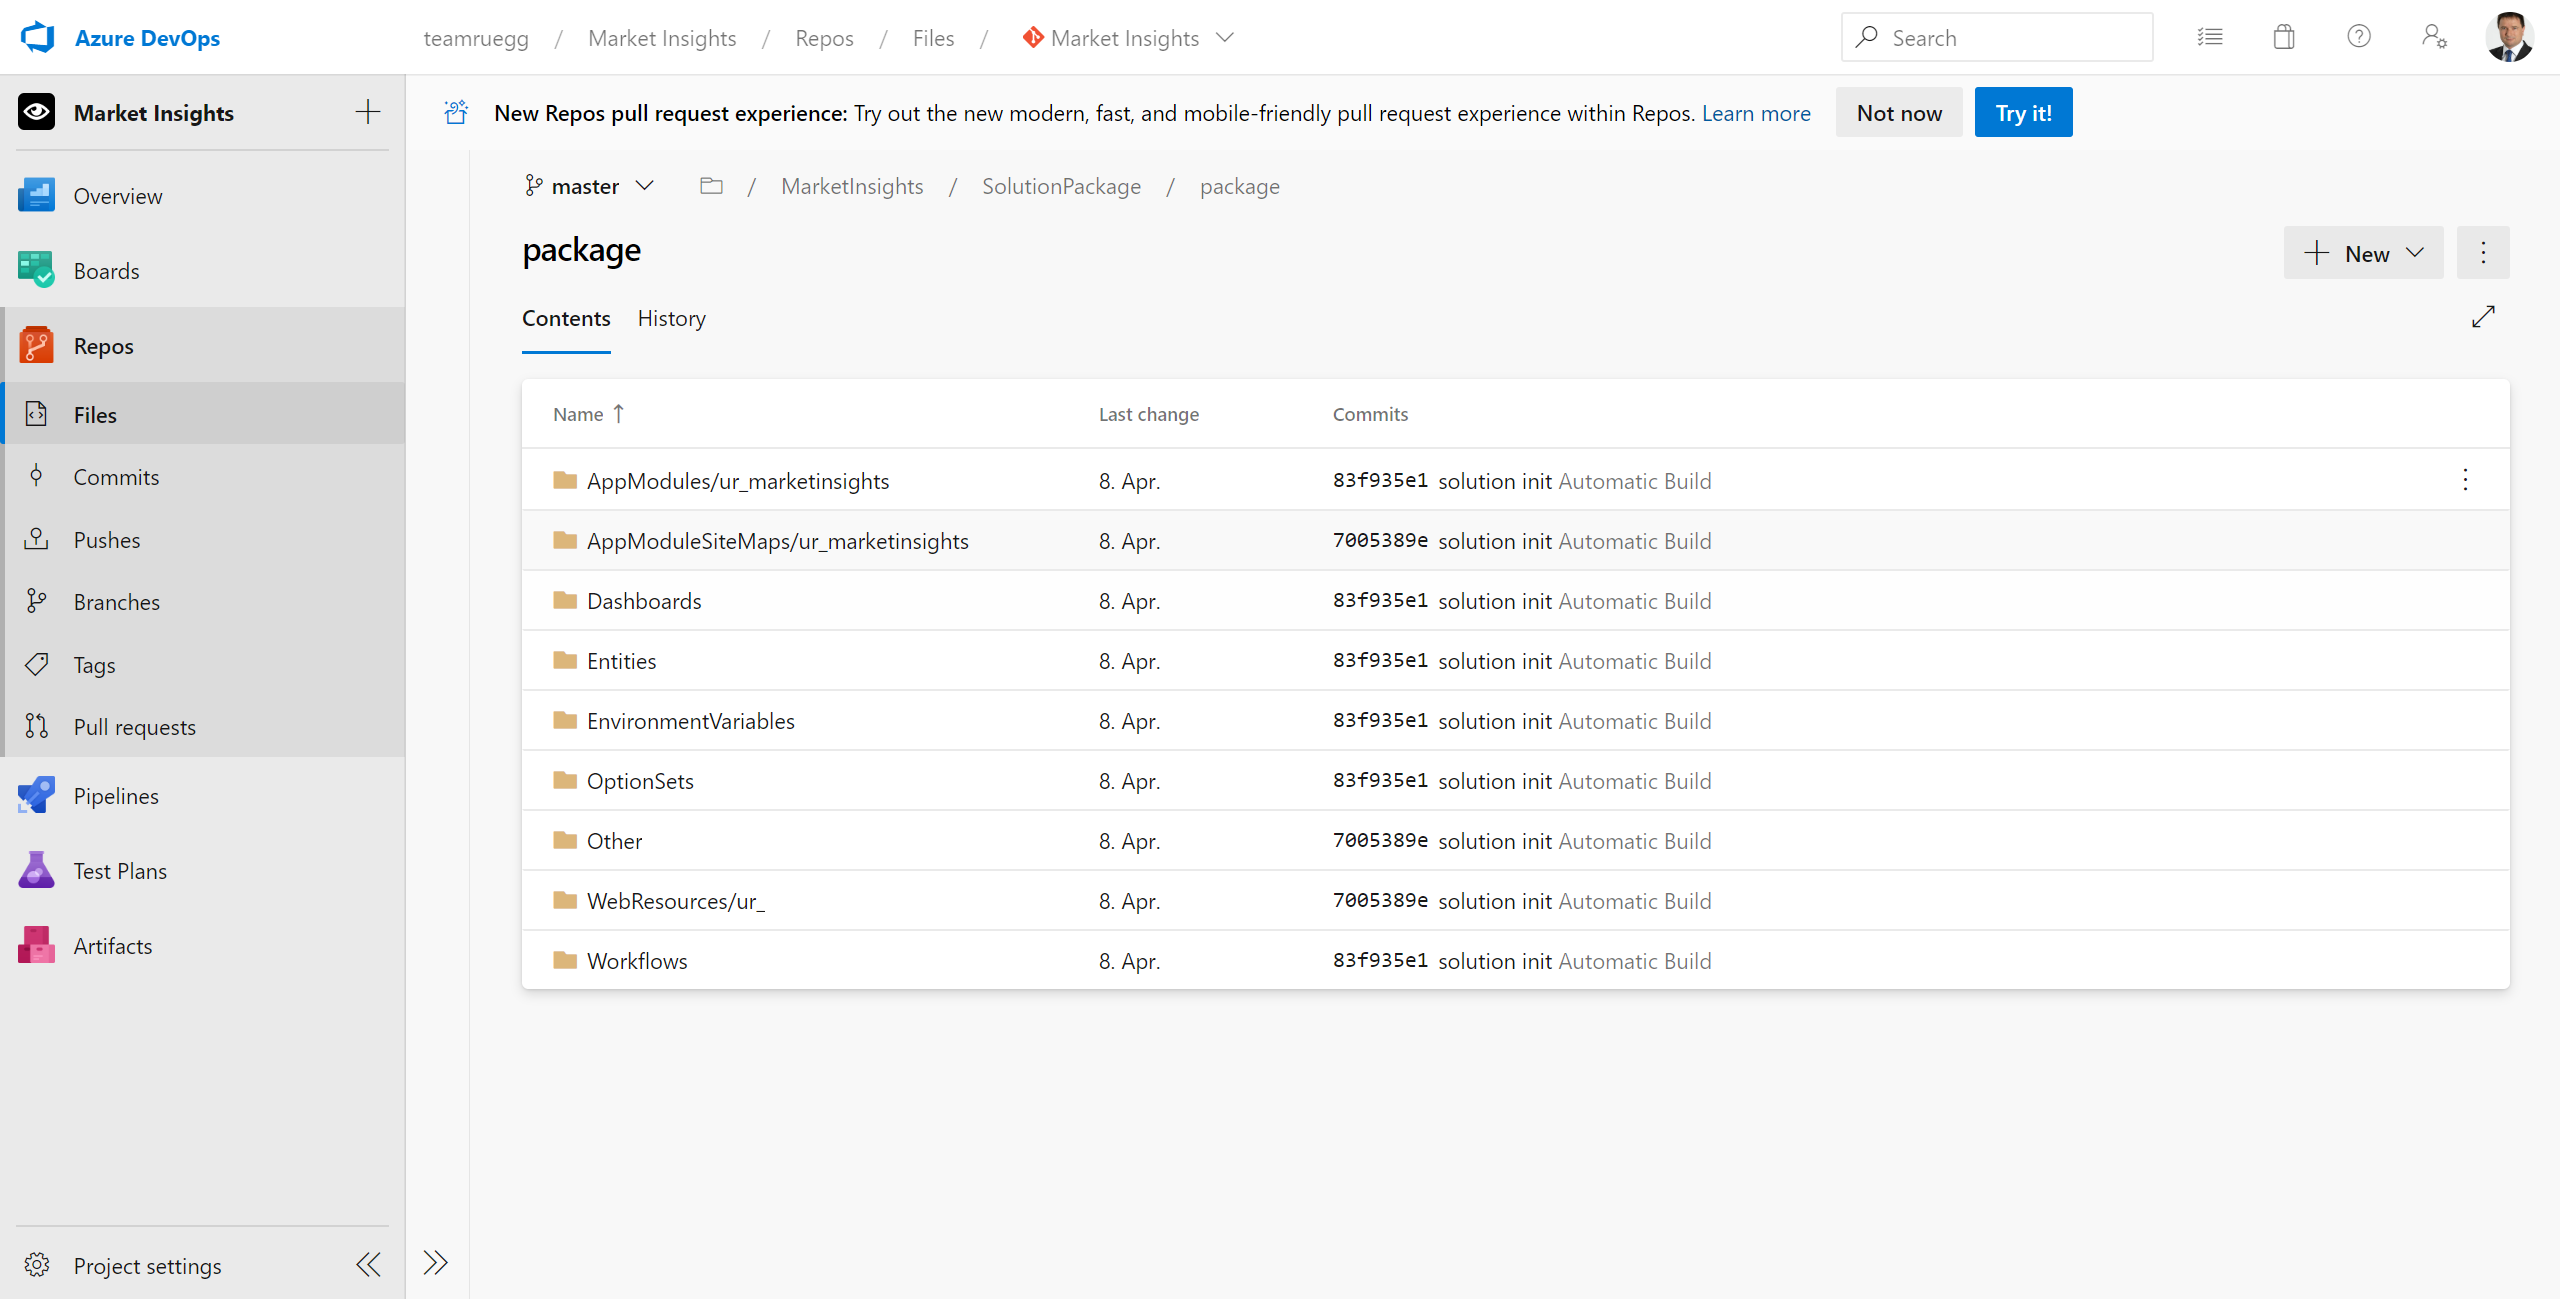 Azure DevOps
teamruegg / Market Insights / Repos / Files / Market Insights
Search
Market Insights
New Repos pull request experience: Try out the new modern, fast, and mobile-friendly pull request experience within Repos. Learn more
Not now
Try it!
Overview
Boards
Repos
Files
Commits
Pushes
Branches
Tags
Pull requests
Pipelines
Test Plans
Artifacts
Project settings
master / MarketInsights / SolutionPackage / package
package
New
Contents History
Name Last change Commits
AppModules/ur_marketinsights 8. Apr. 83f935e1 solution init Automatic Build
AppModuleSiteMaps/ur_marketinsights 8. Apr. 7005389e solution init Automatic Build
Dashboards 8. Apr. 83f935e1 solution init Automatic Build
Entities 8. Apr. 83f935e1 solution init Automatic Build
EnvironmentVariables 8. Apr. 83f935e1 solution init Automatic Build
OptionSets 8. Apr. 83f935e1 solution init Automatic Build
Other 8. Apr. 7005389e solution init Automatic Build
WebResources/ur_ 8. Apr. 7005389e solution init Automatic Build
Workflows 8. Apr. 83f935e1 solution init Automatic Build